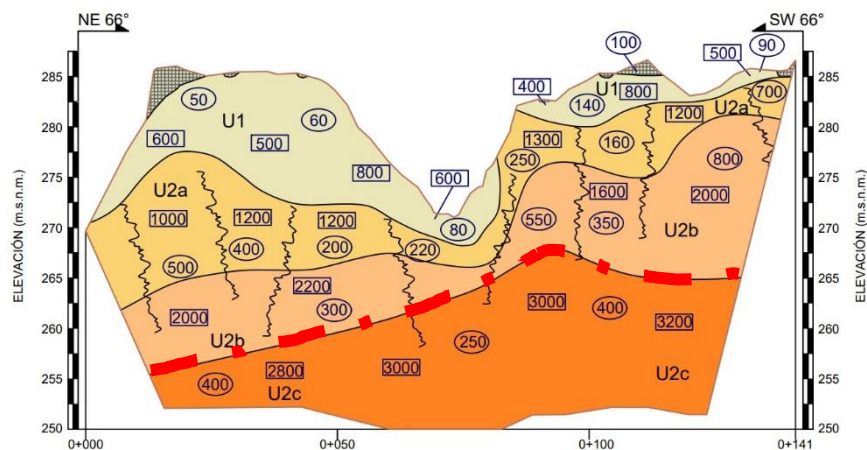 NE 66° SW 66°
100 500 90
285 285
400 800 700
50 140 U1 1200 U2a
60
280 U1 280
600 500 1300 160
250 800
275 800 600 275
U2a 1600 2000
1000 1200 1200 550 350
270 80 U2b 270
400 200 220
500
265 265
2200
300 3000 400
2000 3200
260 260
U2b 250
255 3000 255
400 2800 U2c
U2c
250 250
0+000 0+050 0+100 0+141
ELEVACIÓN (m.s.n.m.)
ELEVACIÓN (m.s.n.m.)